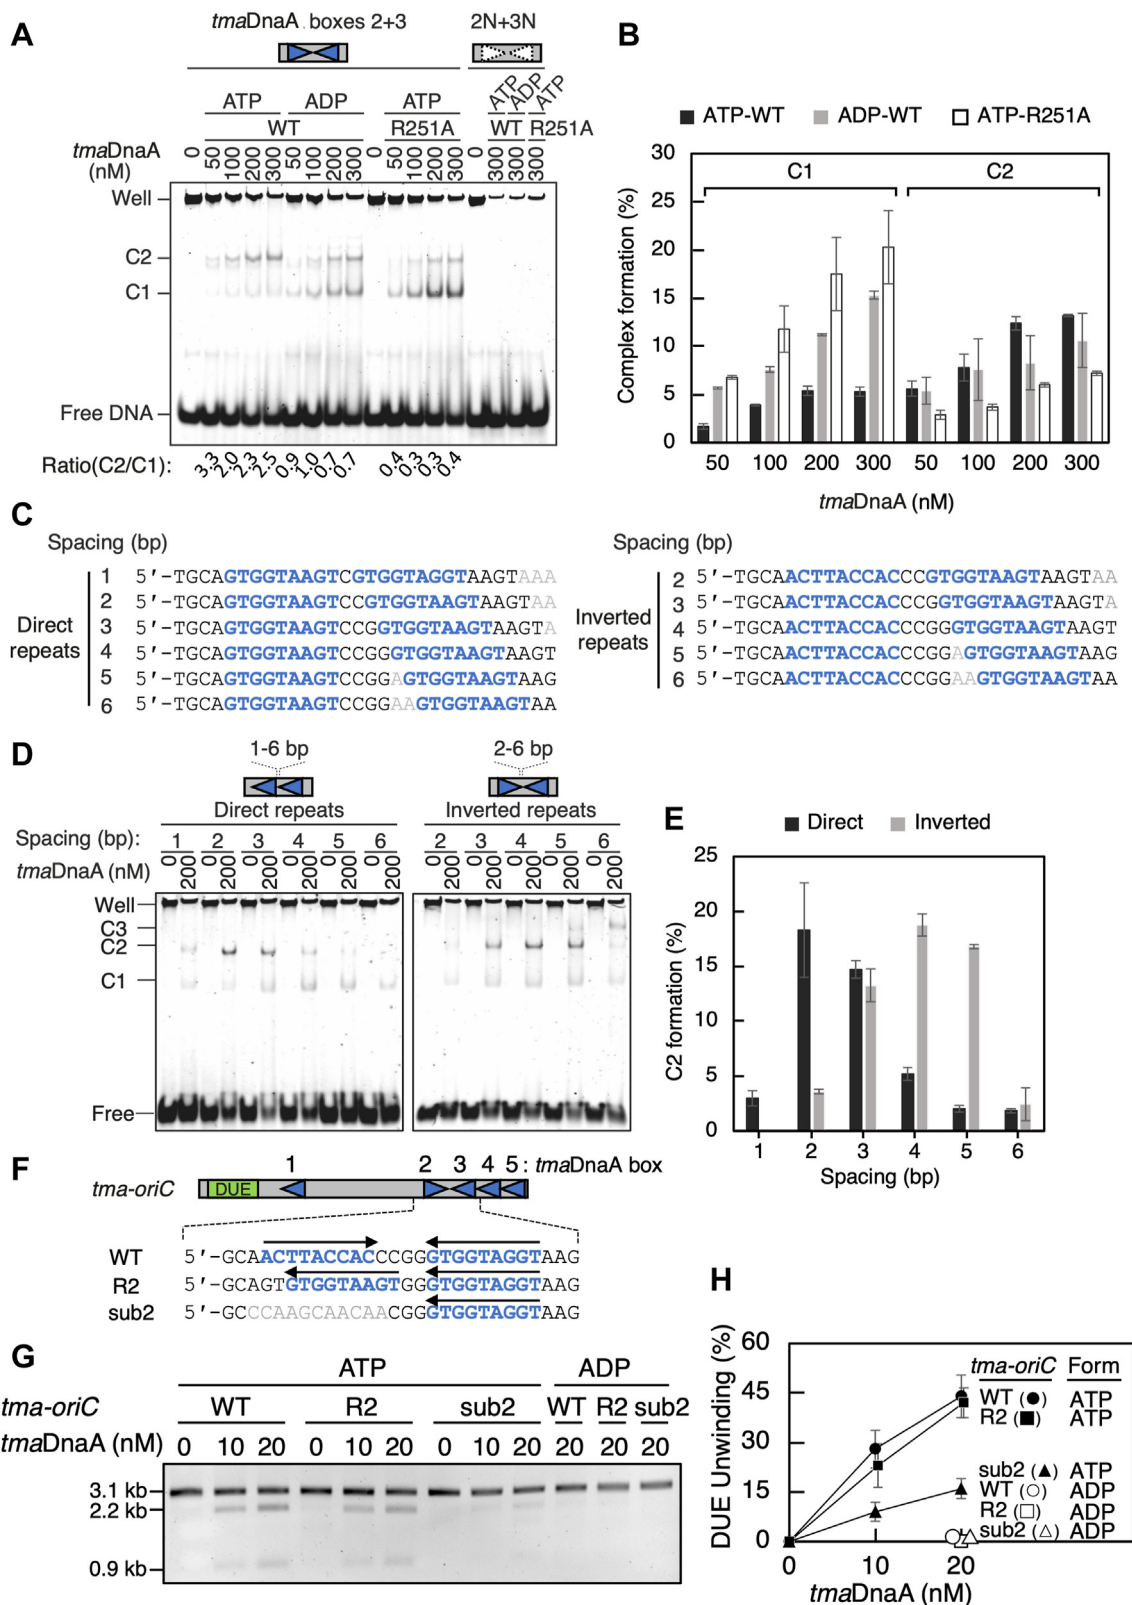 A
tmaDnaA boxes 2+3
2N+3N
ATP ADP ATP
ATP ADP ATP
WT R251A WT R251A
tmaDnaA (nM)
0 50 100 200 300 50 100 200 300 0 50 100 200 300 0 300 300 300
Well
C2
C1
Free DNA
Ratio(C2/C1): 3.3 2.0 2.3 2.5 0.9 1.0 0.7 0.7 0.4 0.3 0.3 0.4
B
ATP-WT ADP-WT ATP-R251A
C1 C2
Complex formation (%)
30
25
20
15
10
5
0
50 100 200 300 50 100 200 300
tmaDnaA (nM)
C
Spacing (bp)
Direct repeats
1 5′-TGCAGTGGTAAGTCGTGGTAGGTAAGTAAA
2 5′-TGCAGTGGTAAGTCCGTGGTAAGTAAGTAA
3 5′-TGCAGTGGTAAGTCCGGTGGTAAGTAAGTA
4 5′-TGCAGTGGTAAGTCCGGGTGGTAAGTAAGT
5 5′-TGCAGTGGTAAGTCCGGAGTGGTAAGTAAG
6 5′-TGCAGTGGTAAGTCCGGAAGTGGTAAGTAA
Spacing (bp)
Inverted repeats
2 5′-TGCAACTTACCACCCGTGGTAAGTAAGTAA
3 5′-TGCAACTTACCACCCGGTGGTAAGTAAGTA
4 5′-TGCAACTTACCACCCGGGTGGTAAGTAAGT
5 5′-TGCAACTTACCACCCGGAGTGGTAAGTAAG
6 5′-TGCAACTTACCACCCGGAAGTGGTAAGTAA
D
1-6 bp
Direct repeats
2-6 bp
Inverted repeats
Spacing (bp): 1 2 3 4 5 6 2 3 4 5 6
tmaDnaA (nM) 0 200 0 200 0 200 0 200 0 200 0 200 0 200 0 200 0 200 0 200 0 200
Well
C3
C2
C1
Free
E
Direct Inverted
C2 formation (%)
25
20
15
10
5
0
1 2 3 4 5 6
Spacing (bp)
F
1 2 3 4 5 : tmaDnaA box
tma-oriC DUE
WT 5′-GCAACTTACCACCCGGGTGGTAGGTAAG
R2 5′-GCAGTGTGGTAAGTGGGTGGTAGGTAAG
sub2 5′-GCCCAAGCAACAACGGGTGGTAGGTAAG
G
ATP ADP
tma-oriC WT R2 sub2 WT R2 sub2
tmaDnaA (nM) 0 10 20 0 10 20 0 10 20 20 20 20
3.1 kb
2.2 kb
0.9 kb
H
DUE Unwinding (%)
60
45
30
15
0
0 10 20
tmaDnaA (nM)
tma-oriC Form
WT (●) ATP
R2 (■) ATP
sub2 (▲) ATP
WT (○) ADP
R2 (□) ADP
sub2 (△) ADP